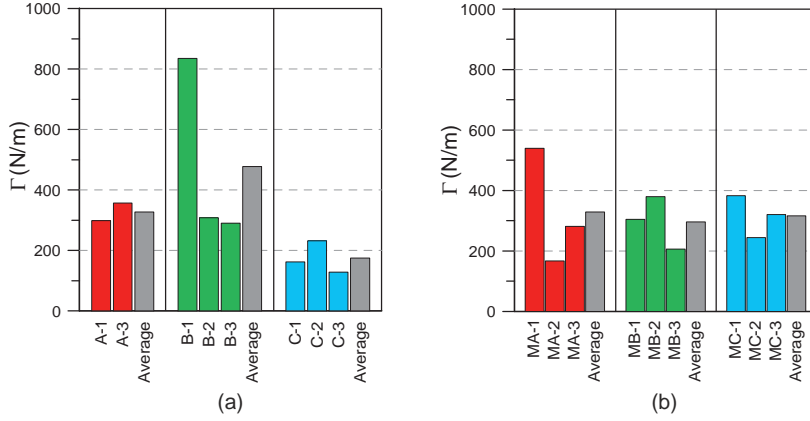 1000
800
600
400
200
0
Γ (N/m)
A-1
A-3
Average
B-1
B-2
B-3
Average
C-1
C-2
C-3
Average
(a)
1000
800
600
400
200
0
Γ (N/m)
MA-1
MA-2
MA-3
Average
MB-1
MB-2
MB-3
Average
MC-1
MC-2
MC-3
Average
(b)